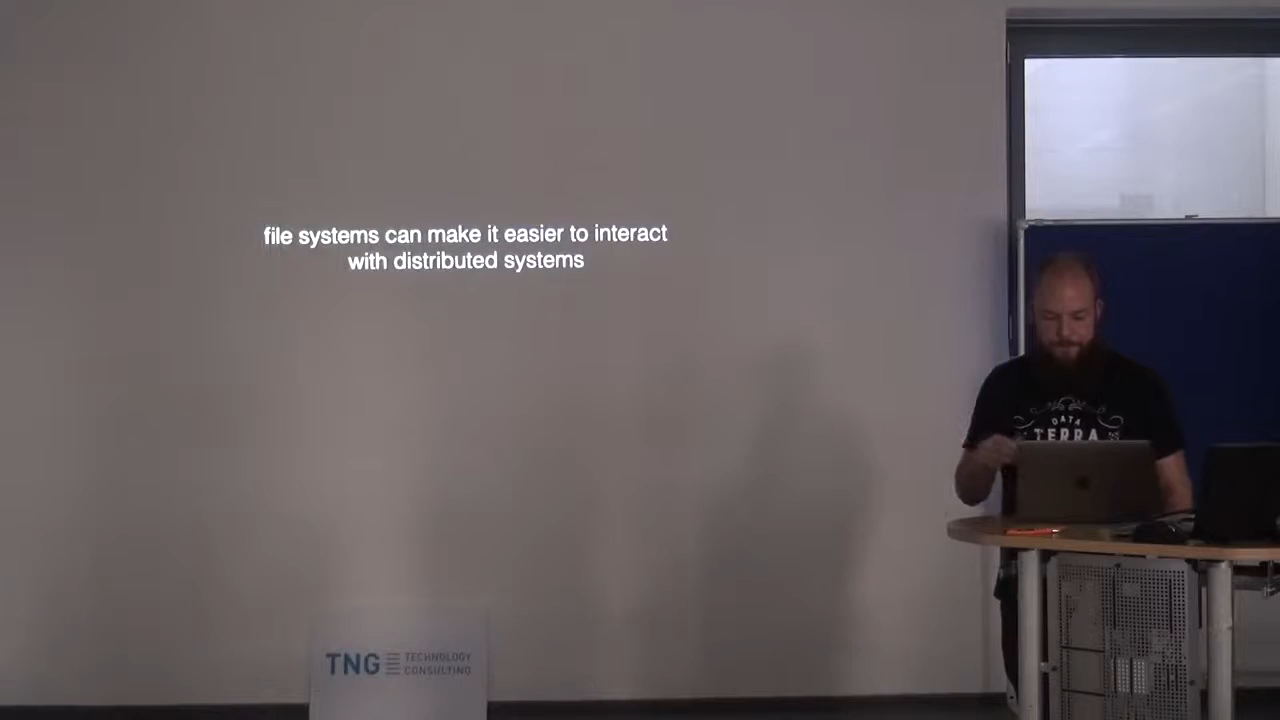 file systems can make it easier to interact
with distributed systems
DATA
TERRA
TNG TECHNOLOGY
CONSULTING